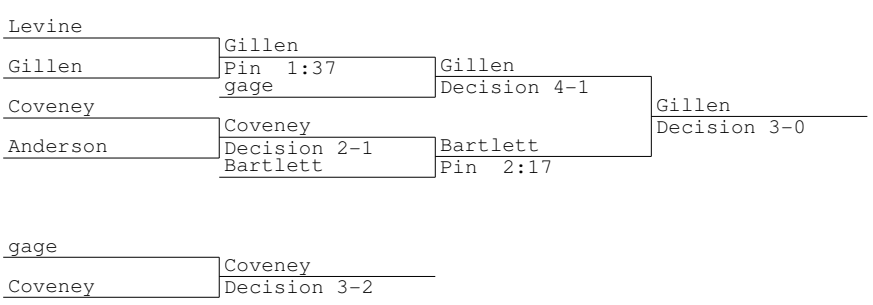 Levine
Gillen
Gillen
Pin 1:37
Gillen
gage
Decision 4-1
Coveney
Gillen
Coveney
Decision 3-0
Anderson
Decision 2-1
Bartlett
Bartlett
Pin 2:17
gage
Coveney
Coveney
Decision 3-2